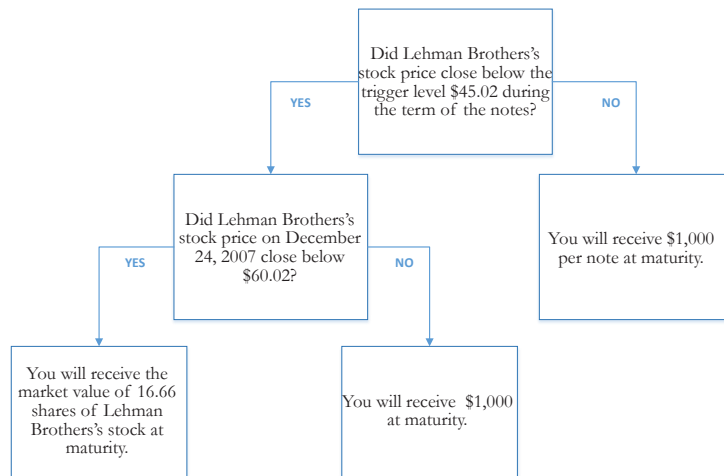 Did Lehman Brothers's
stock price close below the
trigger level $45.02 during
the term of the notes?
YES
NO
Did Lehman Brothers's
stock price on December
24, 2007 close below
$60.02?
You will receive $1,000
per note at maturity.
YES
NO
You will receive the
market value of 16.66
shares of Lehman
Brothers's stock at
maturity.
You will receive $1,000
at maturity.